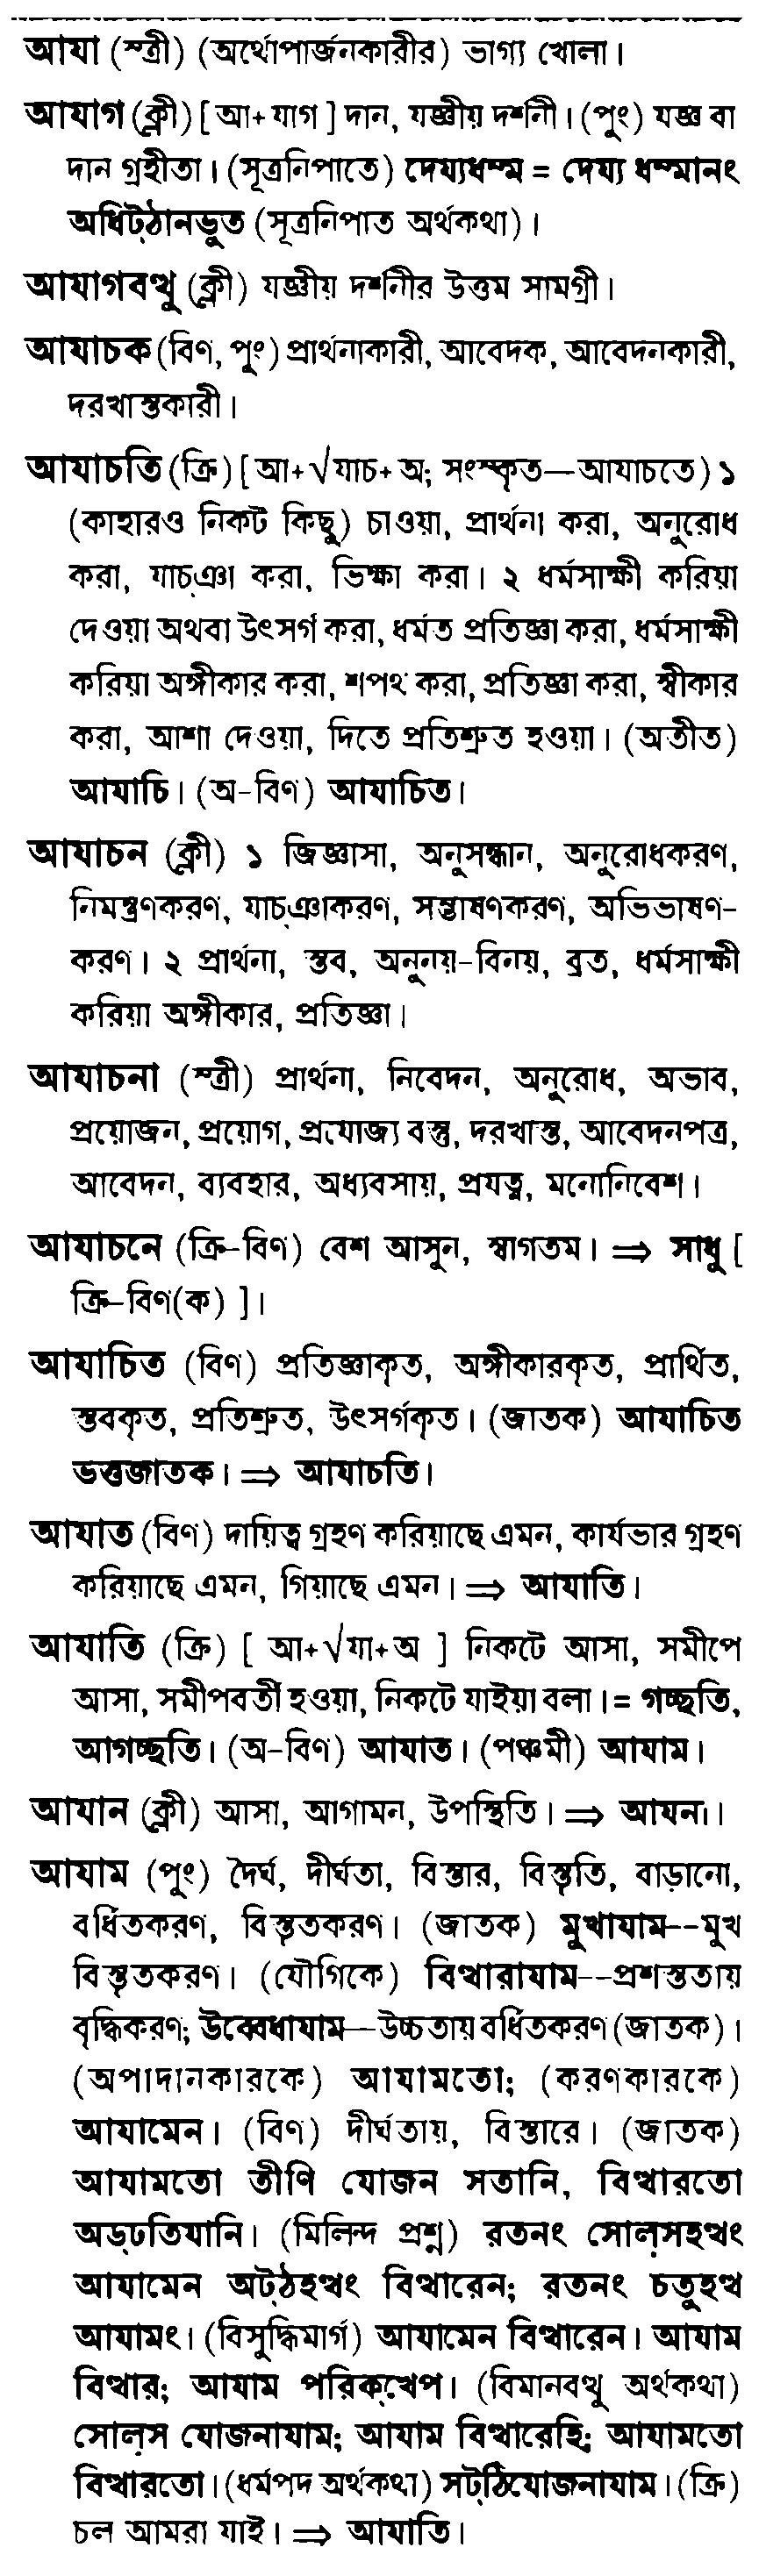 আযা (স্ত্রী) (অর্থোপার্জনকারীর) ভাগ্য খোলা।
আযাগ (ক্লী) [ আ+যাগ ] দান, যজ্ঞীয় দর্শনী। (পুং) যজ্ঞ বা
দান গ্রহীতা। (সূত্রনিপাতে) দেয্যধম্ম = দেয্য ধম্মানং
অধিট্ঠানভুত (সূত্রনিপাত অর্থকথা)।
আযাগবত্থু (ক্লী) যজ্ঞীয় দর্শনীর উত্তম সামগ্রী।
আযাচক (বিণ, পুং) প্রার্থনাকারী, আবেদক, আবেদনকারী,
দরখাস্তকারী।
আযাচতি (ক্রি) [ আ+√যাচ+অ; সংস্কৃত—আযাচতে) ১
(কাহারও নিকট কিছু) চাওয়া, প্রার্থনা করা, অনুরোধ
করা, যাচ্ঞা করা, ভিক্ষা করা। ২ ধর্মসাক্ষী করিয়া
দেওয়া অথবা উৎসর্গ করা, ধর্মত প্রতিজ্ঞা করা, ধর্মসাক্ষী
করিয়া অঙ্গীকার করা, শপথ করা, প্রতিজ্ঞা করা, স্বীকার
করা, আশা দেওয়া, দিতে প্রতিশ্রুত হওয়া। (অতীত)
আযাচি। (অ-বিণ) আযাচিত।
আযাচন (ক্লী) ১ জিজ্ঞাসা, অনুসন্ধান, অনুরোধকরণ,
নিমন্ত্রণকরণ, যাচ্ঞাকরণ, সম্ভাষণকরণ, অভিভাষণ-
করণ। ২ প্রার্থনা, স্তব, অনুনয়-বিনয়, ব্রত, ধর্মসাক্ষী
করিয়া অঙ্গীকার, প্রতিজ্ঞা।
আযাচনা (স্ত্রী) প্রার্থনা, নিবেদন, অনুরোধ, অভাব,
প্রয়োজন, প্রয়োগ, প্রযোজ্য বস্তু, দরখাস্ত, আবেদনপত্র,
আবেদন, ব্যবহার, অধ্যবসায়, প্রযত্ন, মনোনিবেশ।
আযাচনে (ক্রি-বিণ) বেশ আসুন, স্বাগতম। ⇒ সাধু [
ক্রি-বিণ(ক) ]।
আযাচিত (বিণ) প্রতিজ্ঞাকৃত, অঙ্গীকারকৃত, প্রার্থিত,
স্তবকৃত, প্রতিশ্রুত, উৎসর্গকৃত। (জাতক) আযাচিত
ভত্তজাতক। ⇒ আযাচতি।
আযাত (বিণ) দায়িত্ব গ্রহণ করিয়াছে এমন, কার্যভার গ্রহণ
করিয়াছে এমন, গিয়াছে এমন। ⇒ আযাতি।
আযাতি (ক্রি) [ আ+√যা+অ ] নিকটে আসা, সমীপে
আসা, সমীপবর্তী হওয়া, নিকটে যাইয়া বলা। = গচ্ছতি,
আগচ্ছতি। (অ-বিণ) আযাত। (পঞ্চমী) আযাম।
আযান (ক্লী) আসা, আগামন, উপস্থিতি। ⇒ আযন।।
আযাম (পুং) দৈর্ঘ, দীর্ঘতা, বিস্তার, বিস্তৃতি, বাড়ানো,
বর্ধিতকরণ, বিস্তৃতকরণ। (জাতক) মুখাযাম--মুখ
বিস্তৃতকরণ। (যৌগিকে) বিত্থারাযাম--প্রশস্ততায়
বৃদ্ধিকরণ; উব্বেধাযাম—উচ্চতায় বর্ধিতকরণ (জাতক)।
(অপাদানকারকে) আযামতো; (করণকারকে)
আযামেন। (বিণ) দীর্ঘতায়, বিস্তারে। (জাতক)
আযামতো তীণি যোজন সতানি, বিত্থারতো
অড্ঢতিযানি। (মিলিন্দ প্রশ্ন) রতনং সোল়সহত্থং
আযামেন অট্ঠহত্থং বিত্থারেন; রতনং চতুহত্থ
আযামং। (বিসুদ্ধিমার্গ) আযামেন বিত্থারেন। আযাম
বিত্থার; আযাম পরিক্খেপ। (বিমানবত্থু অর্থকথা)
সোল়স যোজনাযাম; আযাম বিত্থারেহি; আযামতো
বিত্থারতো। (ধর্মপদ অর্থকথা) সট্ঠিযোজনাযাম। (ক্রি)
চল আমরা যাই। ⇒ আযাতি।